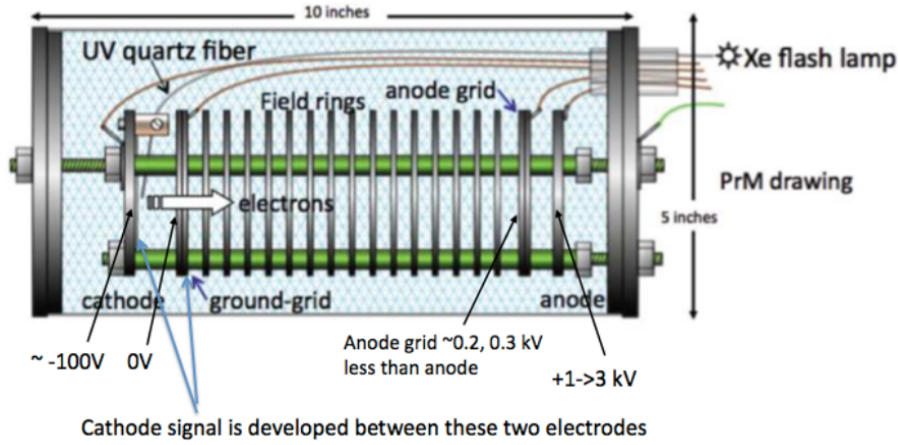 10 inches
UV quartz fiber
Xe flash lamp
anode grid
Field rings
PrM drawing
electrons
5 inches
cathode
ground-grid
anode
~ -100V
0V
Anode grid ~0.2, 0.3 kV
less than anode
+1->3 kV
Cathode signal is developed between these two electrodes